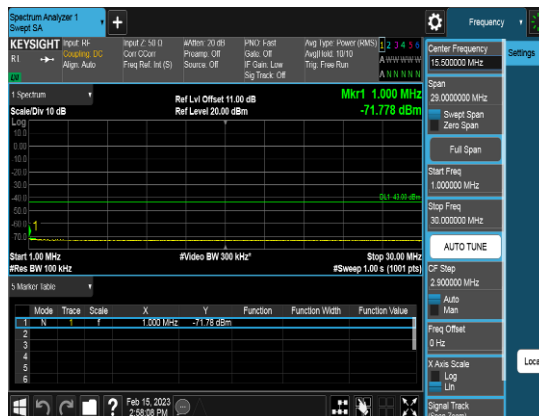 Spectrum Analyzer 1
Swept SA
Frequency
Settings
KEYSIGHT
R L
Input: RF
Coupling: DC
Align: Auto
Input Z: 50 Ω
Corr CCorr
Freq Ref: Int (S)
#Atten: 20 dB
Preamp: Off
Source: Off
PNO: Fast
Gate: Off
IF Gain: Low
Sig Track: Off
Avg Type: Power (RMS)
Avg|Hold: 10/10
Trig: Free Run
1 2 3 4 5 6
A W W W W W
A N N N N N
1 Spectrum
Scale/Div 10 dB
Ref Lvl Offset 11.00 dB
Ref Level 20.00 dBm
Mkr1 1.000 MHz
-71.778 dBm
Log
10.0
0.00
-10.0
-20.0
-30.0
-40.0
-50.0
-60.0
-70.0
DL1 -43.00 dBm
1
Start 1.00 MHz
#Res BW 100 kHz
#Video BW 300 kHz*
Stop 30.00 MHz
#Sweep 1.00 s (1001 pts)
5 Marker Table
Mode Trace Scale X Y Function Function Width Function Value
1 N 1 f 1.000 MHz -71.78 dBm
2
3
4
5
6
Feb 15, 2023
2:58:08 PM
?
Center Frequency
15.500000 MHz
Span
29.0000000 MHz
Swept Span
Zero Span
Full Span
Start Freq
1.000000 MHz
Stop Freq
30.000000 MHz
AUTO TUNE
CF Step
2.900000 MHz
Auto
Man
Freq Offset
0 Hz
X Axis Scale
Log
Lin
Loca
Signal Track